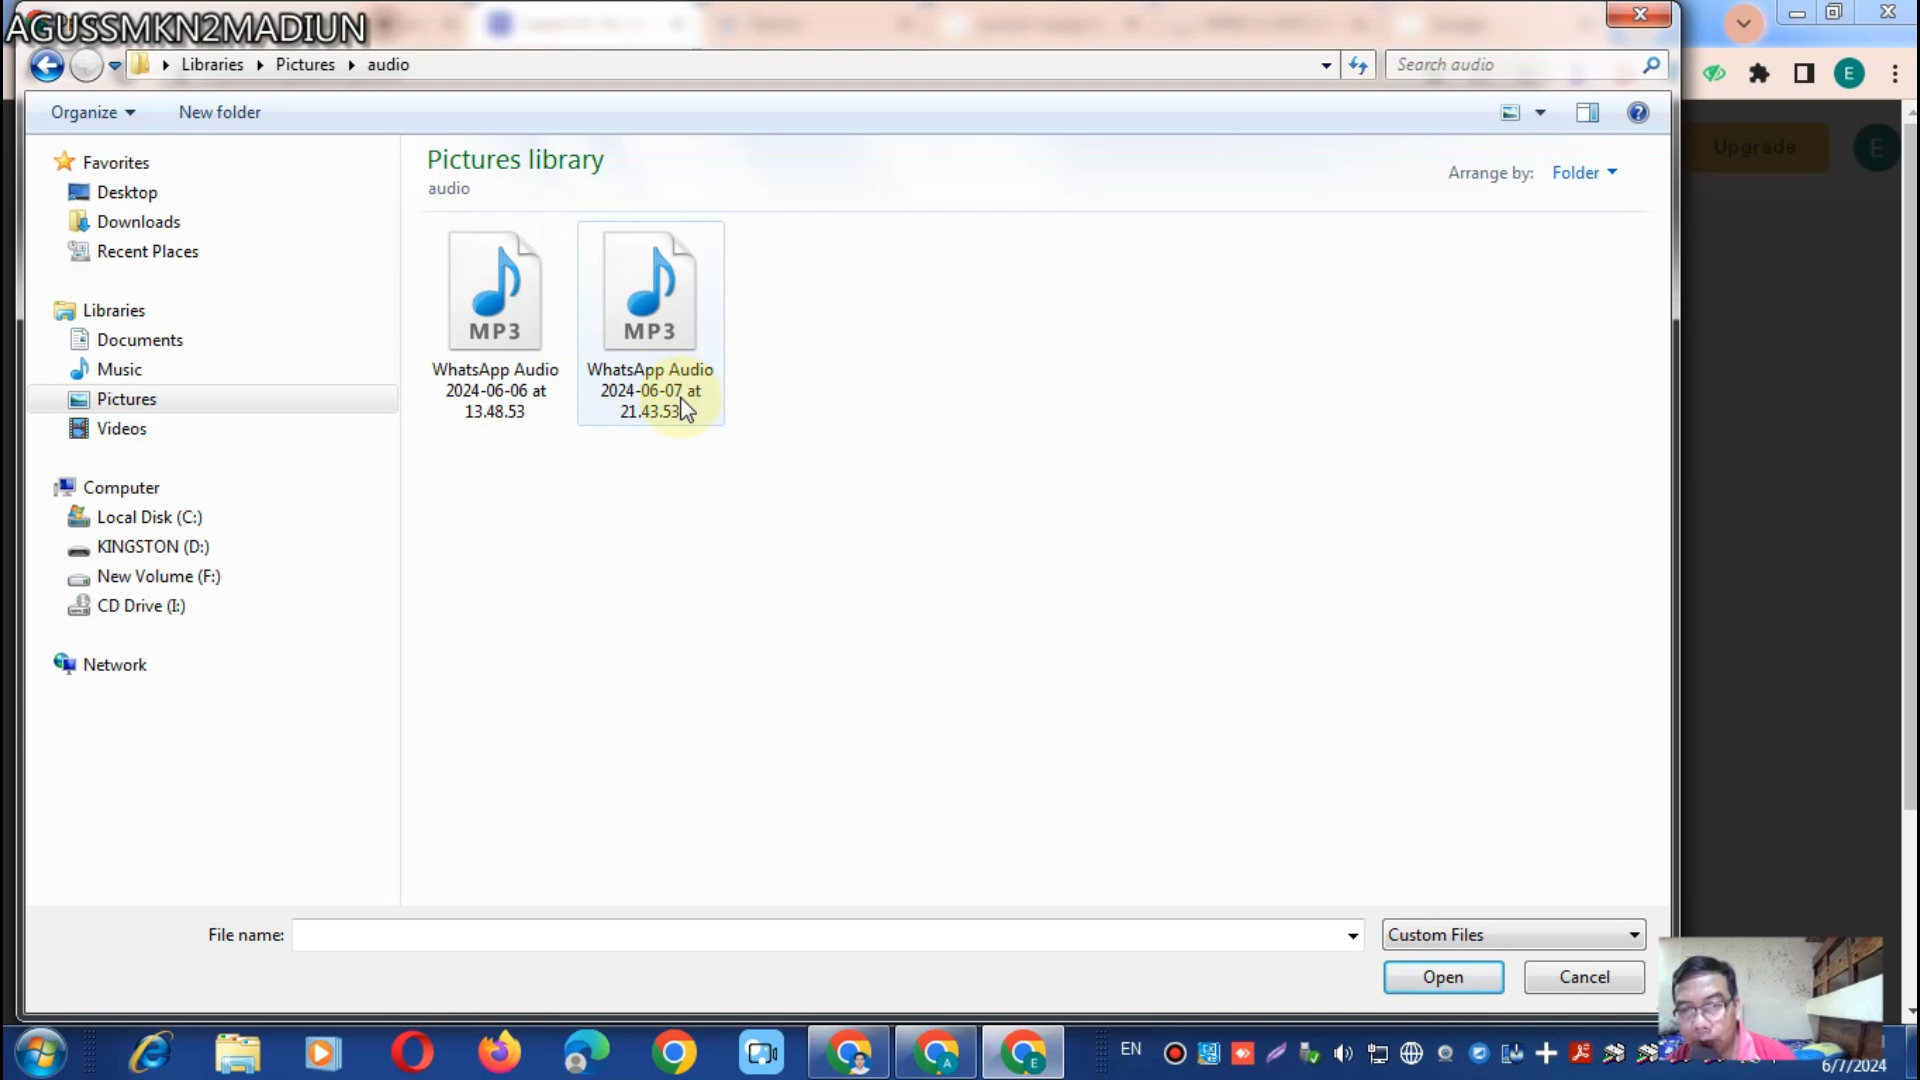 AGUSSMKN2MADIUN
Libraries
Pictures
audio
Search audio
E
Organize
New folder
Upgrade
E
Favorites
Desktop
Downloads
Recent Places
Libraries
Documents
Music
Pictures
Videos
Computer
Local Disk (C:)
KINGSTON (D:)
New Volume (F:)
CD Drive (I:)
Network
Pictures library
audio
Arrange by:
Folder
MP3
WhatsApp Audio
2024-06-06 at
13.48.53
MP3
WhatsApp Audio
2024-06-07 at
21.43.53
File name:
Custom Files
Open
Cancel
A
E
EN
6/7/2024